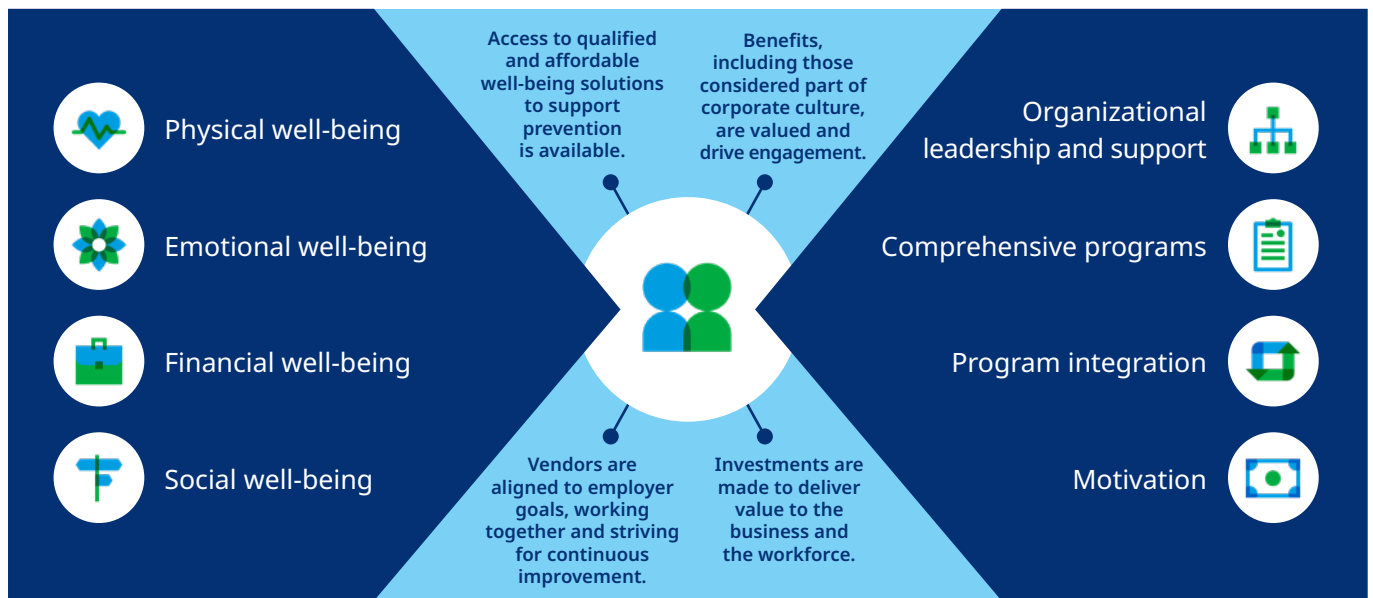 Physical well-being
Emotional well-being
Financial well-being
Social well-being
Access to qualified
and affordable
well-being solutions
to support
prevention
is available.
Benefits,
including those
considered part of
corporate culture,
are valued and
drive engagement.
Vendors are
aligned to employer
goals, working
together and striving
for continuous
improvement.
Investments are
made to deliver
value to the
business and
the workforce.
Organizational
leadership and support
Comprehensive programs
Program integration
Motivation